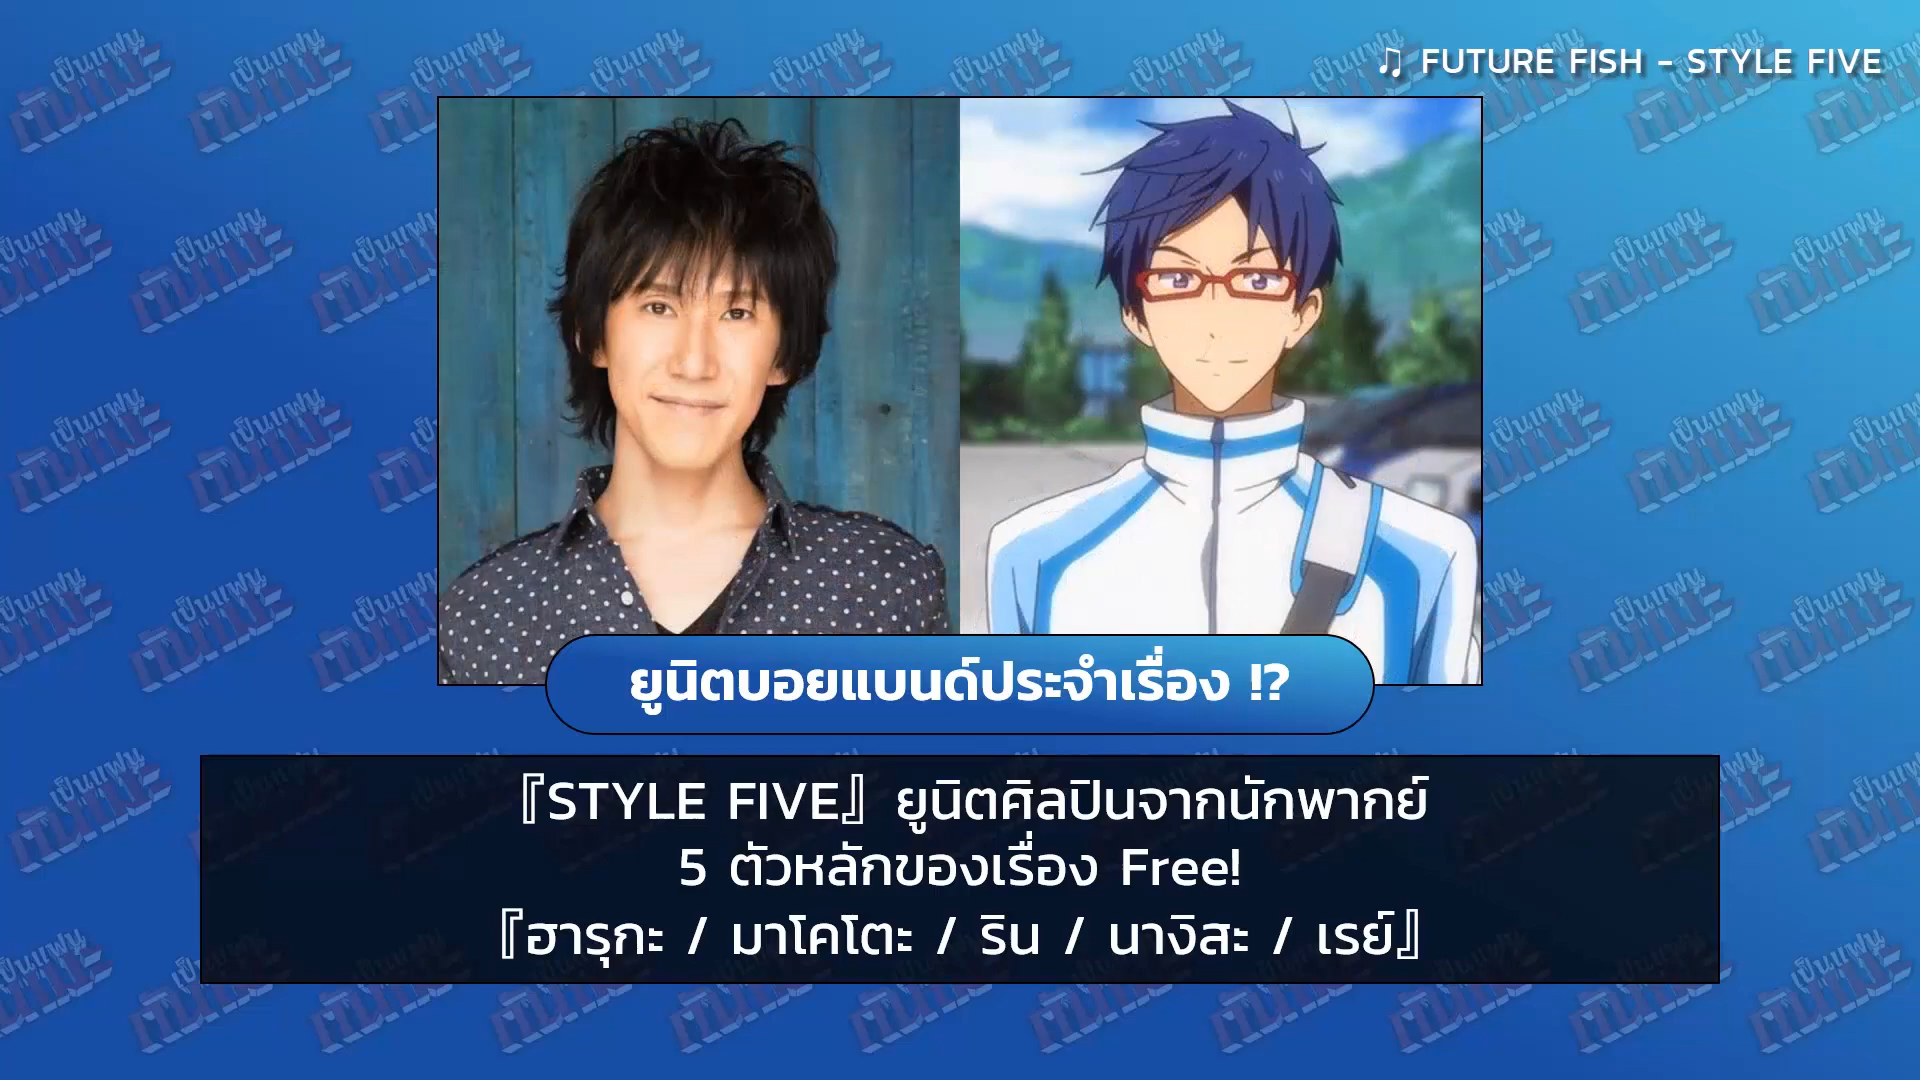 ♫ FUTURE FISH - STYLE FIVE
ยูนิตบอยแบนด์ประจำเรื่อง !?
『STYLE FIVE』 ยูนิตศิลปินจากนักพากย์
5 ตัวหลักของเรื่อง Free!
『ฮารุกะ / มาโคโตะ / ริน / นางิสะ / เรย์』